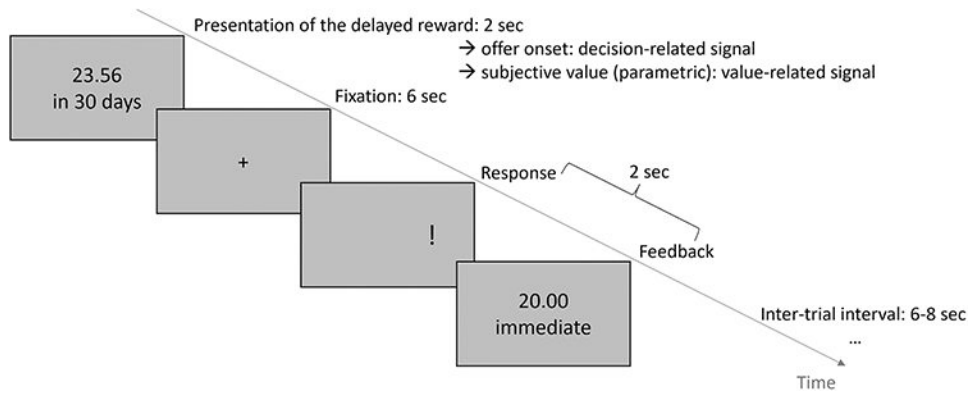 Presentation of the delayed reward: 2 sec
→ offer onset: decision-related signal
→ subjective value (parametric): value-related signal
23.56
in 30 days
Fixation: 6 sec
+
Response
2 sec
!
Feedback
20.00
immediate
Inter-trial interval: 6-8 sec
...
Time